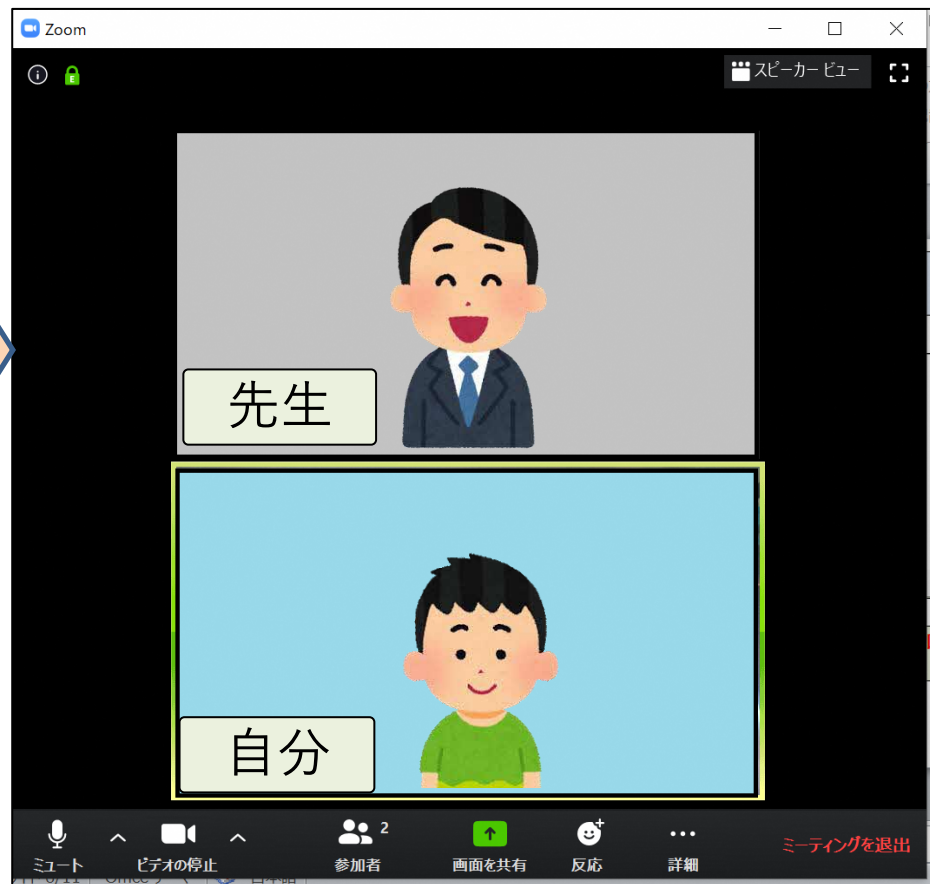 Zoom
スピーカー ビュー
先生
自分
2
ミュート
ビデオの停止
参加者
画面を共有
反応
詳細
ミーティングを退出